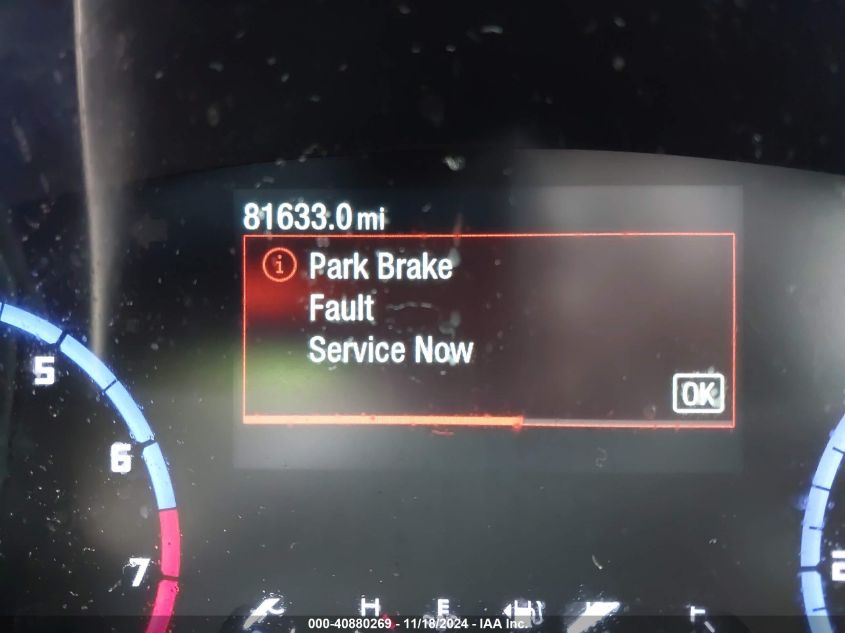 81633.0 mi
Park Brake
Fault
Service Now
OK
5
6
7
2
H E
000-40880269 - 11/18/2024 - IAA Inc.